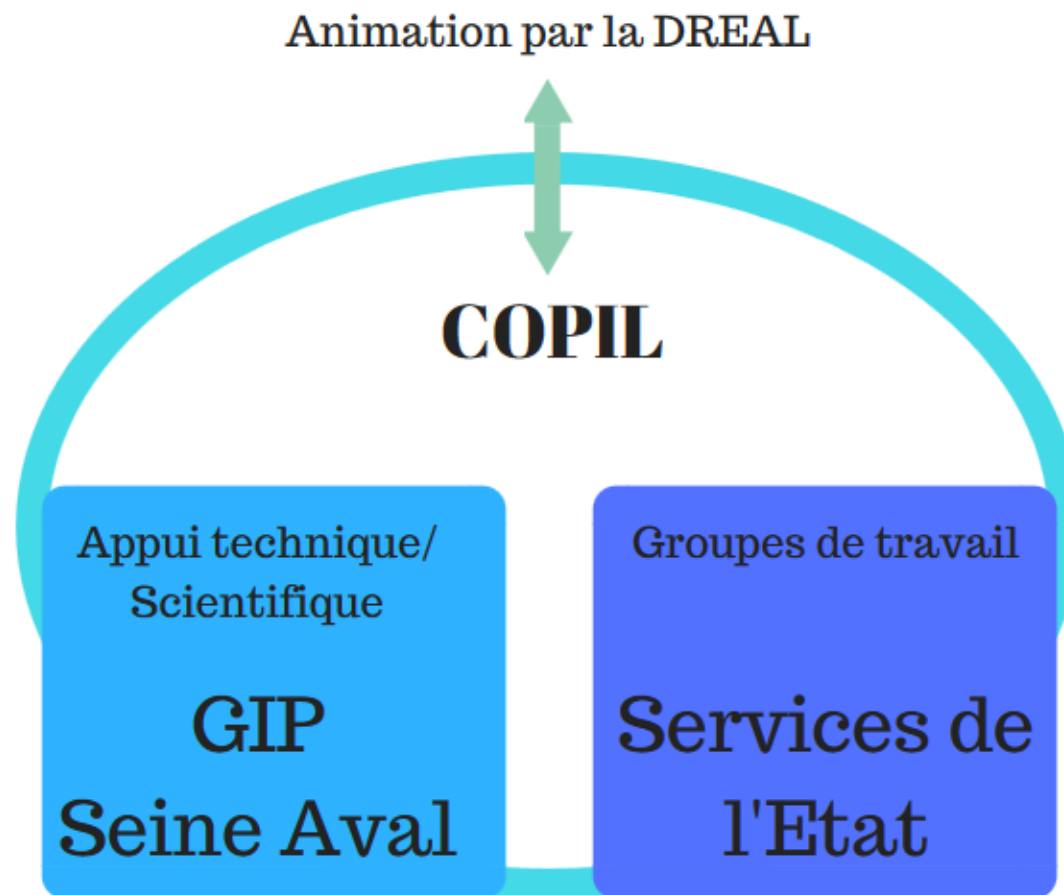 Animation par la DREAL
COPIL
Appui technique/
Scientifique
GIP
Seine Aval
Groupes de travail
Services de
l'Etat